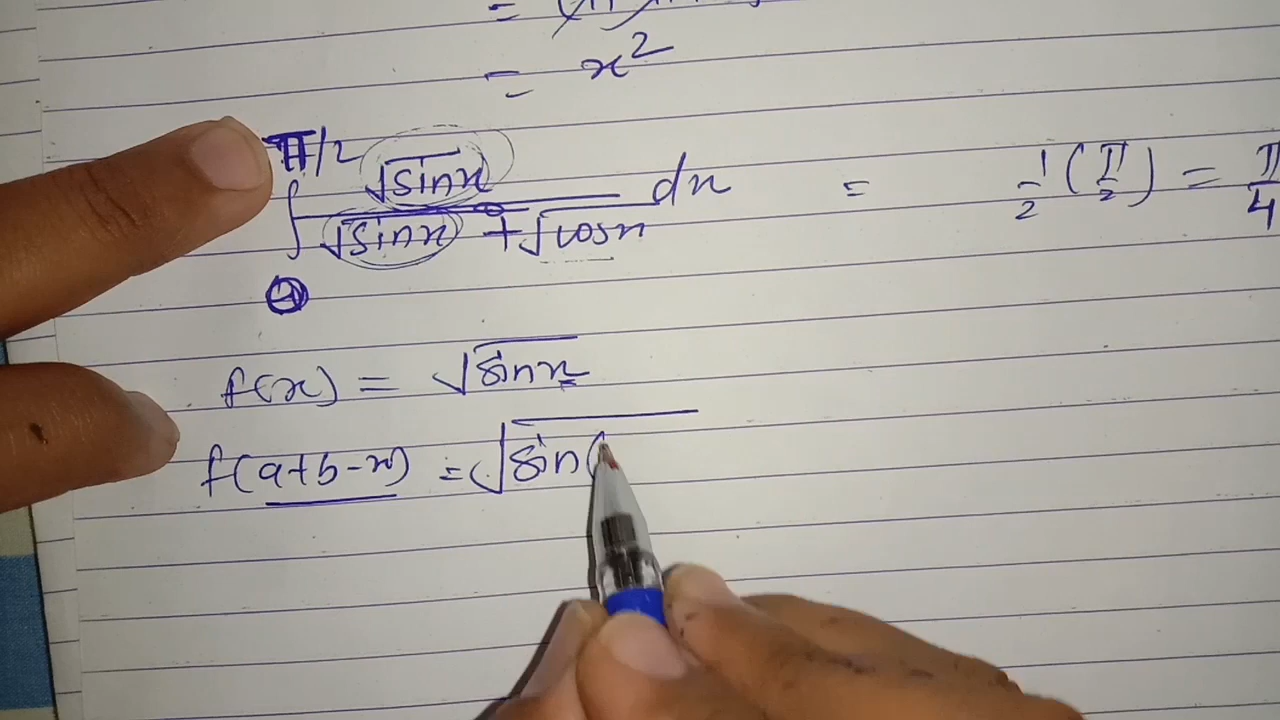 = x²
π/2
∫ √sinx / √sinx + √cosx dx = 1/2 (π/2) = π/4
0
f(x) = √sinx
f(a+b-x) = √sin(